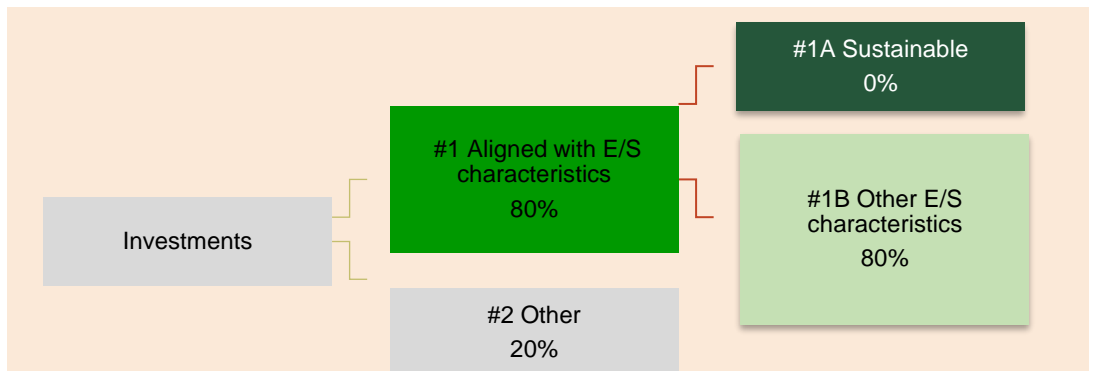 Investments
#1 Aligned with E/S
characteristics
80%
#2 Other
20%
#1A Sustainable
0%
#1B Other E/S
characteristics
80%